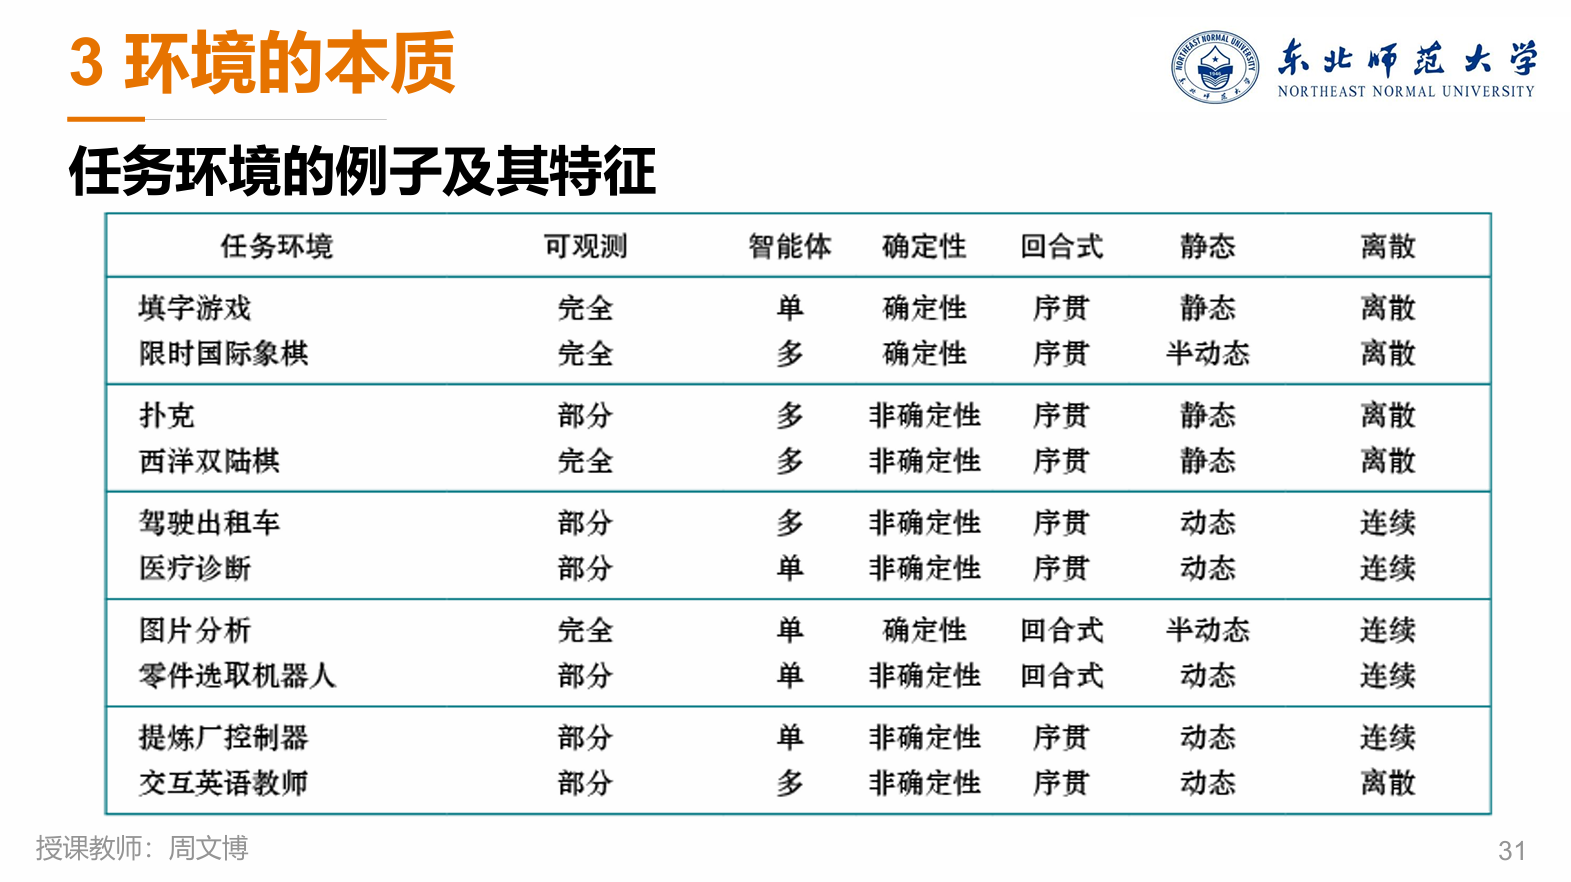 3 环境的本质
东北师范大学
NORTHEAST NORMAL UNIVERSITY
任务环境的例子及其特征
任务环境 可观测 智能体 确定性 回合式 静态 离散
填字游戏 完全 单 确定性 序贯 静态 离散
限时国际象棋 完全 多 确定性 序贯 半动态 离散
扑克 部分 多 非确定性 序贯 静态 离散
西洋双陆棋 完全 多 非确定性 序贯 静态 离散
驾驶出租车 部分 多 非确定性 序贯 动态 连续
医疗诊断 部分 单 非确定性 序贯 动态 连续
图片分析 完全 单 确定性 回合式 半动态 连续
零件选取机器人 部分 单 非确定性 回合式 动态 连续
提炼厂控制器 部分 单 非确定性 序贯 动态 连续
交互英语教师 部分 多 非确定性 序贯 动态 离散
授课教师：周文博
31